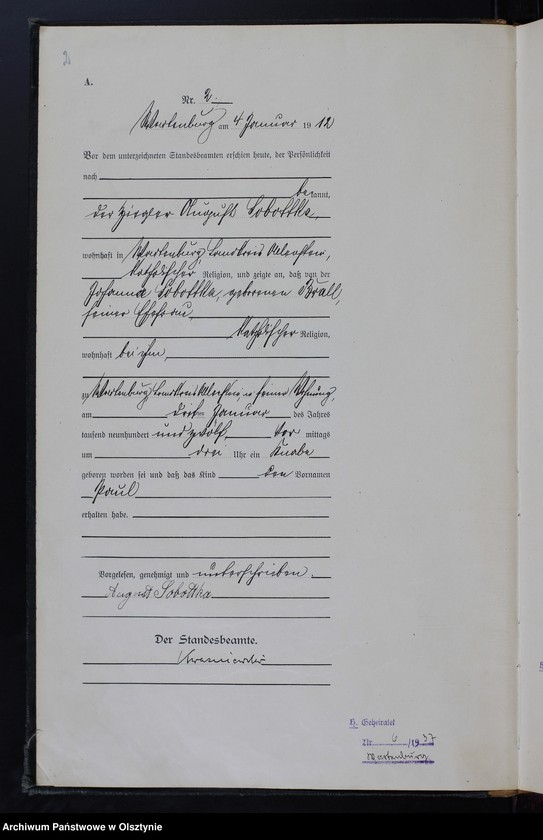 A.
Nr. 2.
Wartenburg am 4 Januar 1912
Vor dem unterzeichneten Standesbeamten erschien heute, der Persönlichkeit
nach
be kannt,
der Ziegler August Sobottka,
wohnhaft in Wartenburg, Landkreis Allenstein,
katholischer Religion, und zeigte an, daß von der
Johanna Sobottka, geborenen Krall,
seiner Ehefrau,
katholischer Religion,
wohnhaft bei ihm,
zu Wartenburg, Landkreis Allenstein, in seiner Wohnung,
am dritten Januar des Jahres
tausend neunhundert und zwölf, vor mittags
um drei Uhr ein Knabe
geboren worden sei und daß das Kind den Vornamen
Paul
erhalten habe.
Vorgelesen, genehmigt und unterschrieben.
August Sobottka
Der Standesbeamte.
H. Geheiratet
Nr. 6 /1937
Wartenburg
Archiwum Państwowe w Olsztynie